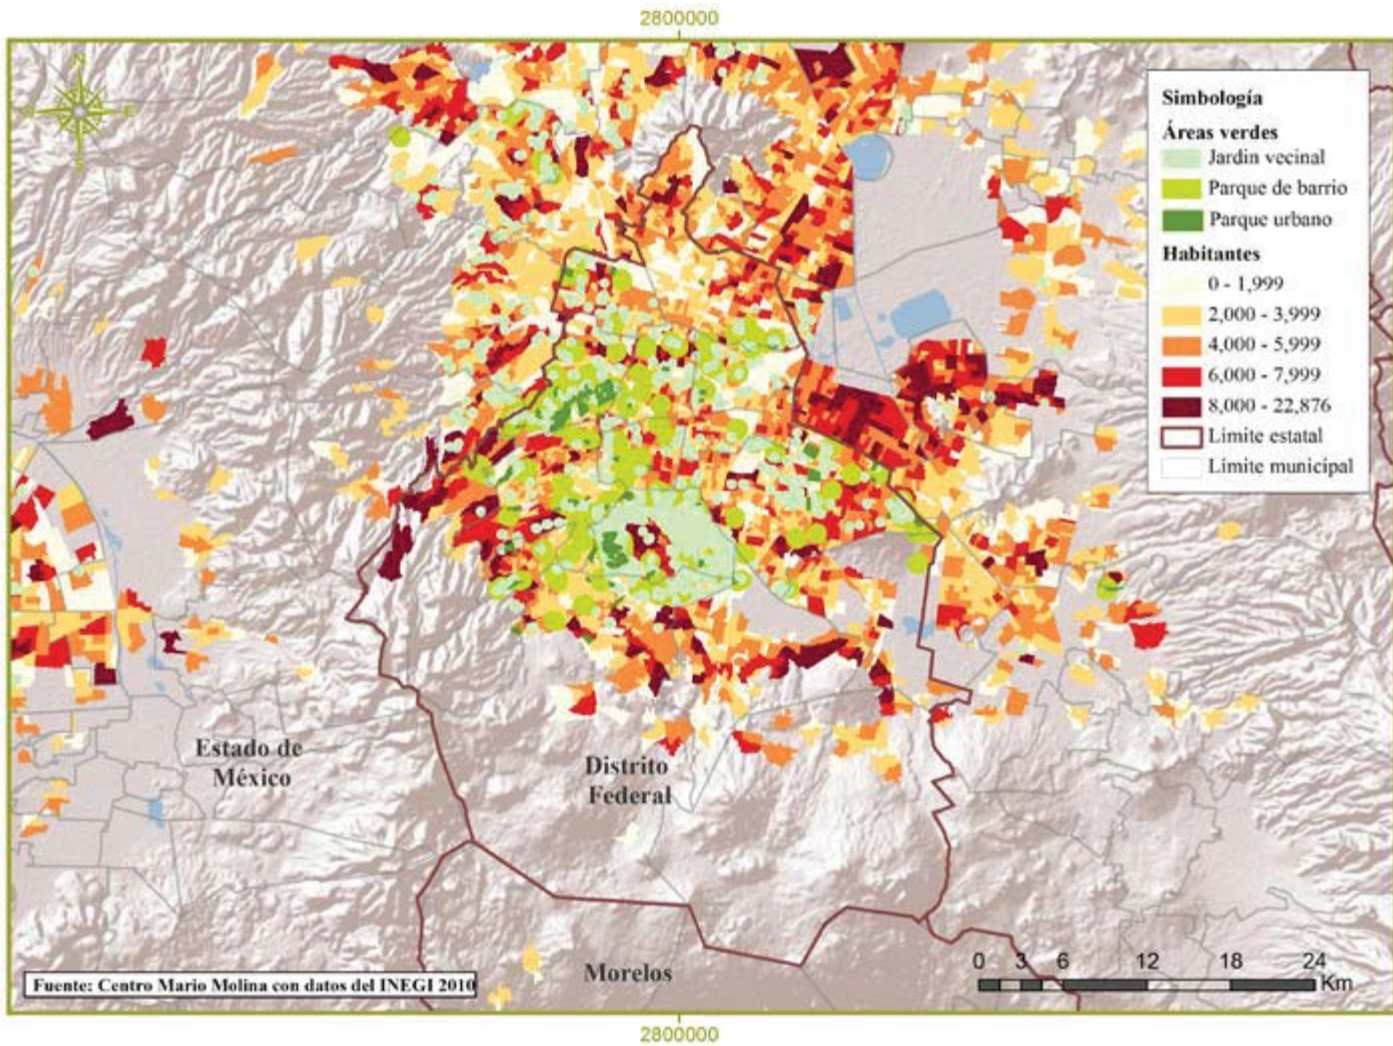 2800000
Simbología
Áreas verdes
Jardin vecinal
Parque de barrio
Parque urbano
Habitantes
0 - 1,999
2,000 - 3,999
4,000 - 5,999
6,000 - 7,999
8,000 - 22,876
Limite estatal
Limite municipal
Estado de
México
Distrito
Federal
Morelos
Fuente: Centro Mario Molina con datos del INEGI 2010
0 3 6 12 18 24
Km
2800000